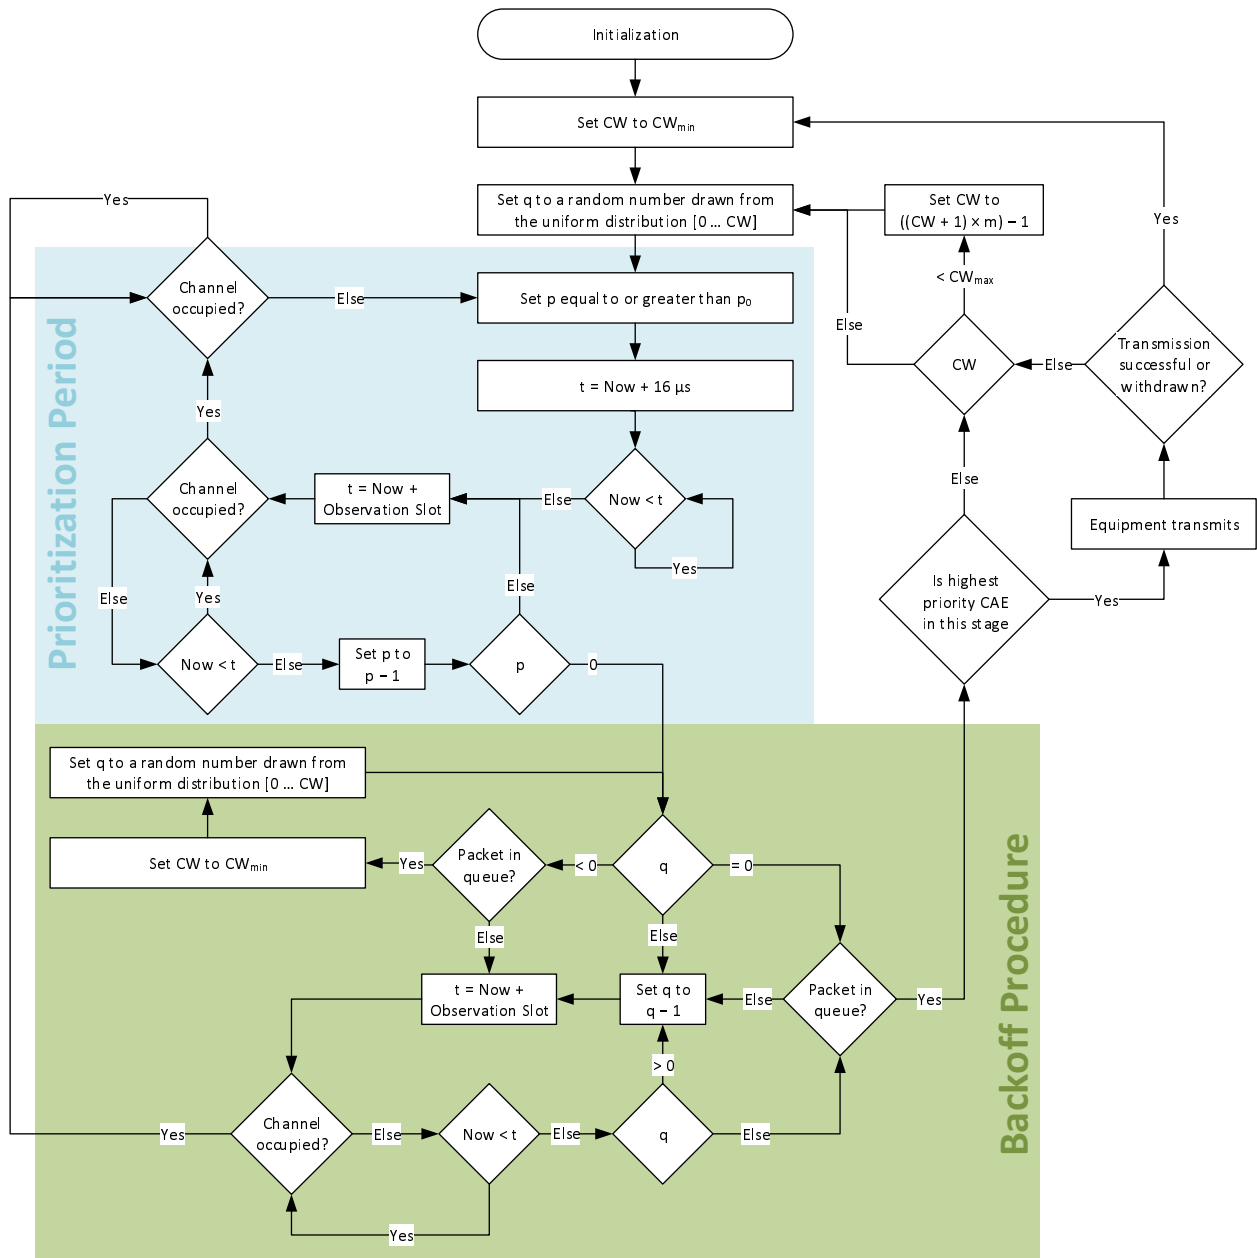 Initialization
Set CW to CWmin
Yes
Set q to a random number drawn from
the uniform distribution [0 ... CW]
Set CW to
((CW + 1) × m) − 1
Yes
< CWmax
Channel
occupied?
Else
Set p equal to or greater than p0
Else
Transmission
successful or
withdrawn?
Else
CW
t = Now + 16 µs
Prioritization Period
Yes
Channel
occupied?
t = Now +
Observation Slot
Else
Now < t
Yes
Else
Equipment transmits
Is highest
priority CAE
in this stage
Yes
Else
Yes
Else
Now < t
Else
Set p to
p − 1
p
0
Set q to a random number drawn from
the uniform distribution [0 ... CW]
Set CW to CWmin
Yes
Packet in
queue?
< 0
q
= 0
Else
Else
t = Now +
Observation Slot
Set q to
q − 1
Else
Packet in
queue?
Yes
Backoff Procedure
> 0
Yes
Channel
occupied?
Else
Now < t
Else
q
Else
Yes